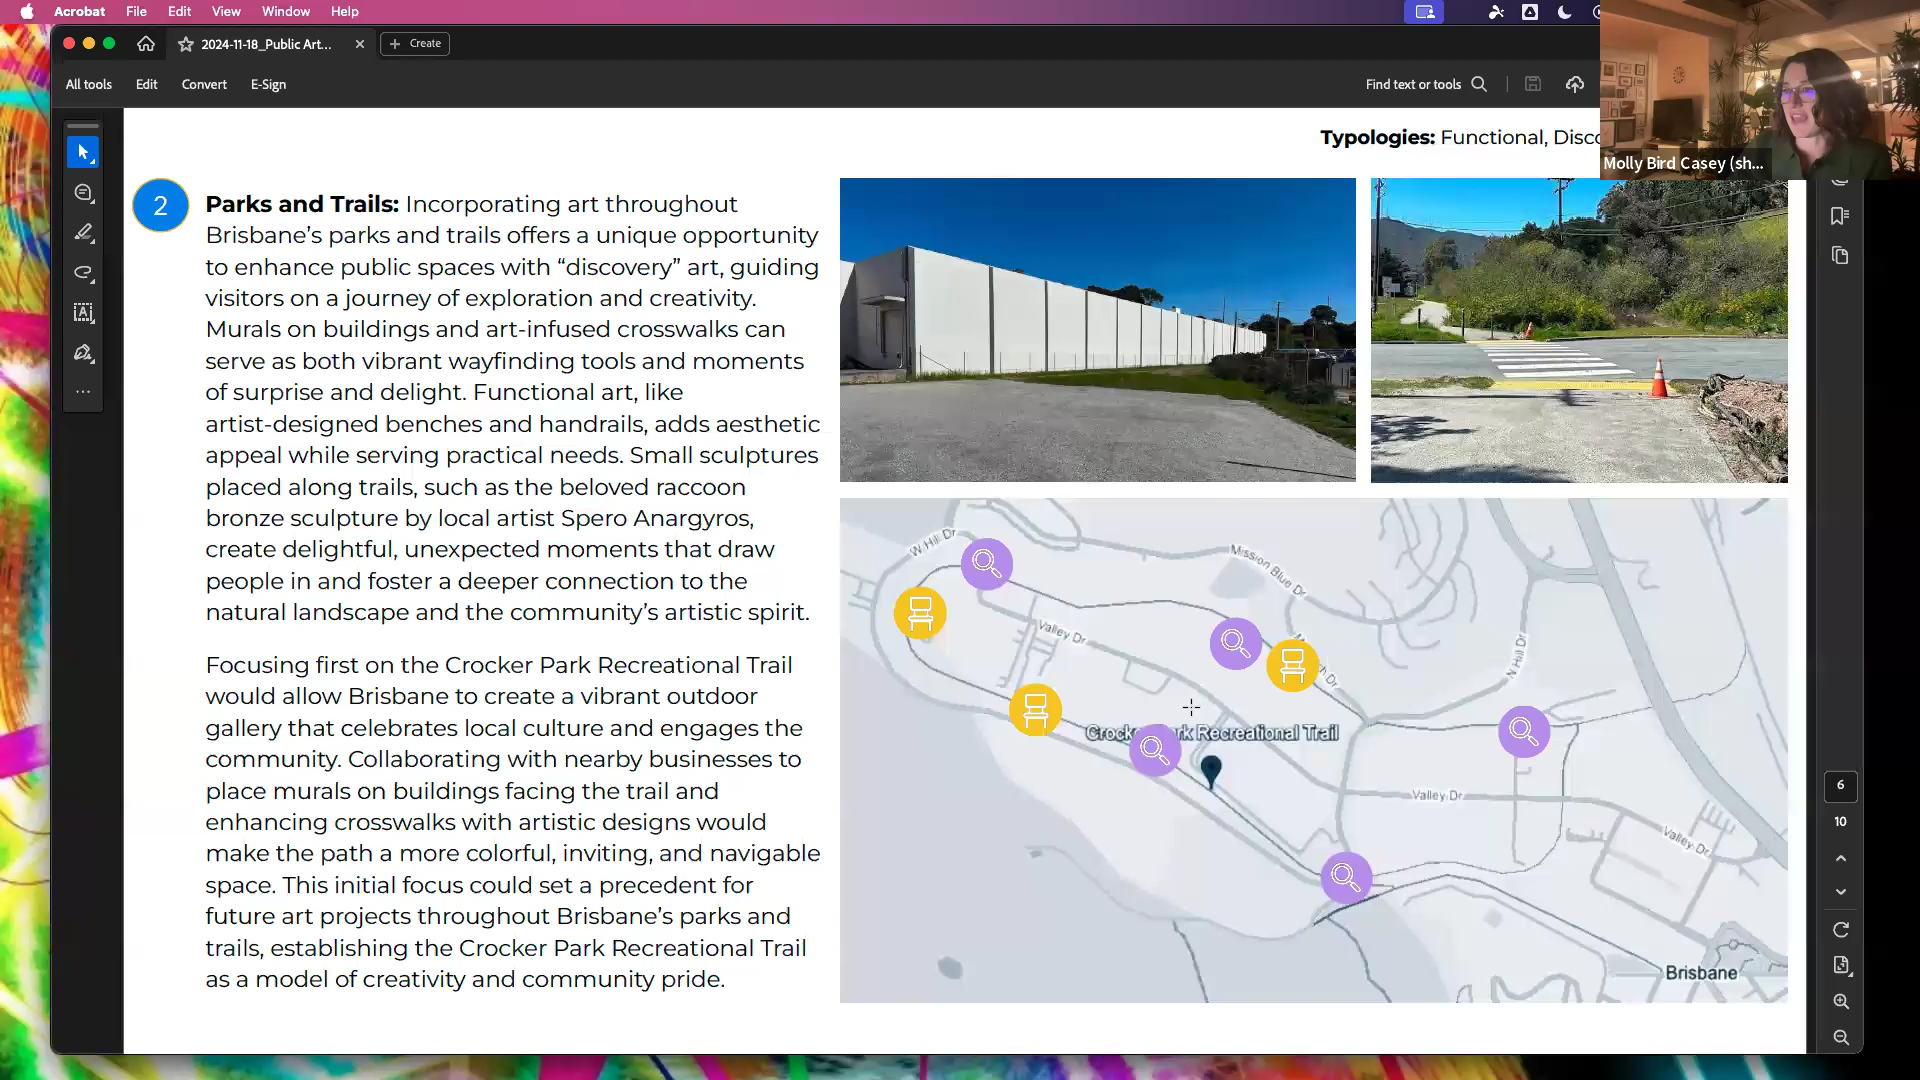 Acrobat File Edit View Window Help
2024-11-18_Public Art...
Create
All tools Edit Convert E-Sign
Find text or tools
Typologies: Functional, Disco
Molly Bird Casey (sh...
2
Parks and Trails: Incorporating art throughout
Brisbane’s parks and trails offers a unique opportunity
to enhance public spaces with “discovery” art, guiding
visitors on a journey of exploration and creativity.
Murals on buildings and art-infused crosswalks can
serve as both vibrant wayfinding tools and moments
of surprise and delight. Functional art, like
artist-designed benches and handrails, adds aesthetic
appeal while serving practical needs. Small sculptures
placed along trails, such as the beloved raccoon
bronze sculpture by local artist Spero Anargyros,
create delightful, unexpected moments that draw
people in and foster a deeper connection to the
natural landscape and the community’s artistic spirit.
Focusing first on the Crocker Park Recreational Trail
would allow Brisbane to create a vibrant outdoor
gallery that celebrates local culture and engages the
community. Collaborating with nearby businesses to
place murals on buildings facing the trail and
enhancing crosswalks with artistic designs would
make the path a more colorful, inviting, and navigable
space. This initial focus could set a precedent for
future art projects throughout Brisbane’s parks and
trails, establishing the Crocker Park Recreational Trail
as a model of creativity and community pride.
W Hill Dr
Mission Blue Dr
Valley Dr
N Hill Dr
Crocker Park Recreational Trail
Valley Dr
Valley Dr
Brisbane
6
10